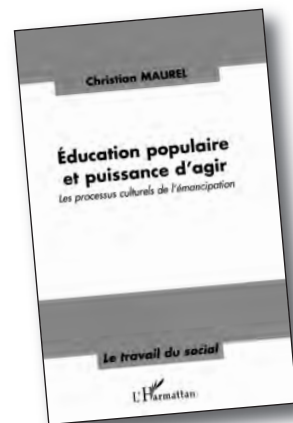 Christian MAUREL
Éducation populaire
et puissance d'agir
Les processus culturels de l'émancipation
Le travail du social
L'Harmattan